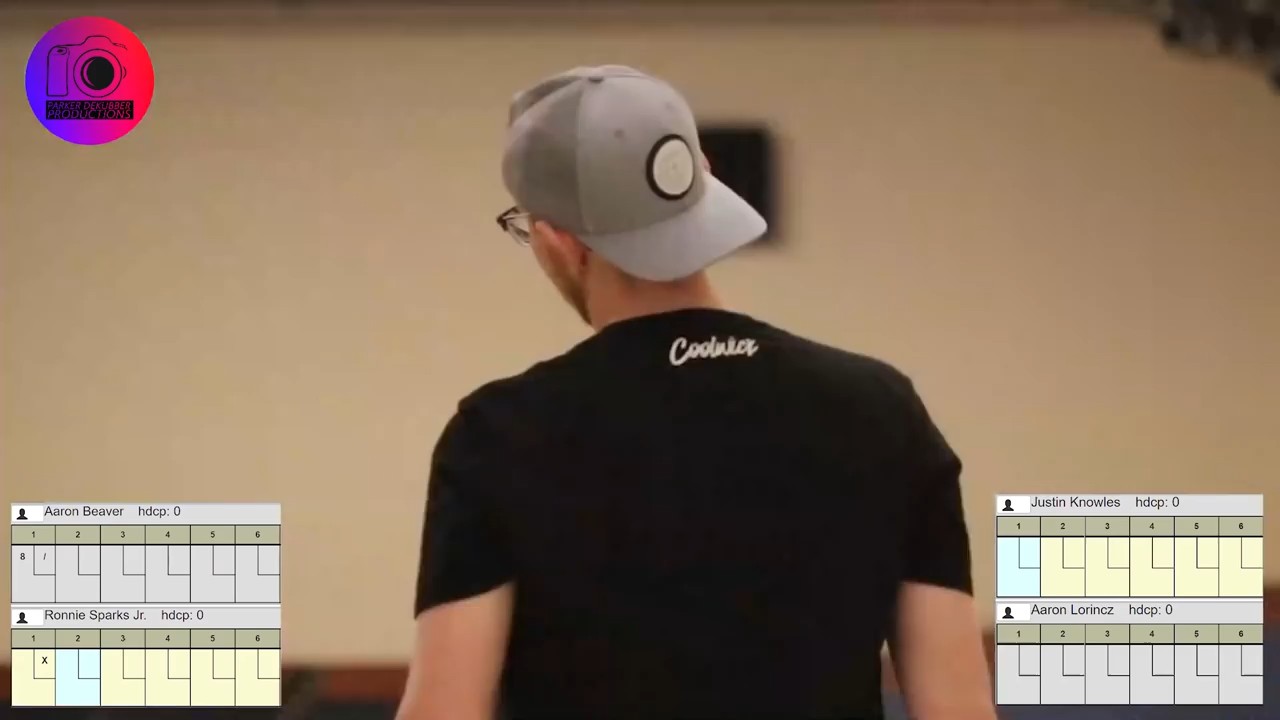 PARKER DEKUBBER
PRODUCTIONS
Coolwick
Aaron Beaver hdcp: 0
1 2 3 4 5 6
8 /
Ronnie Sparks Jr. hdcp: 0
1 2 3 4 5 6
X
Justin Knowles hdcp: 0
1 2 3 4 5 6
Aaron Lorincz hdcp: 0
1 2 3 4 5 6